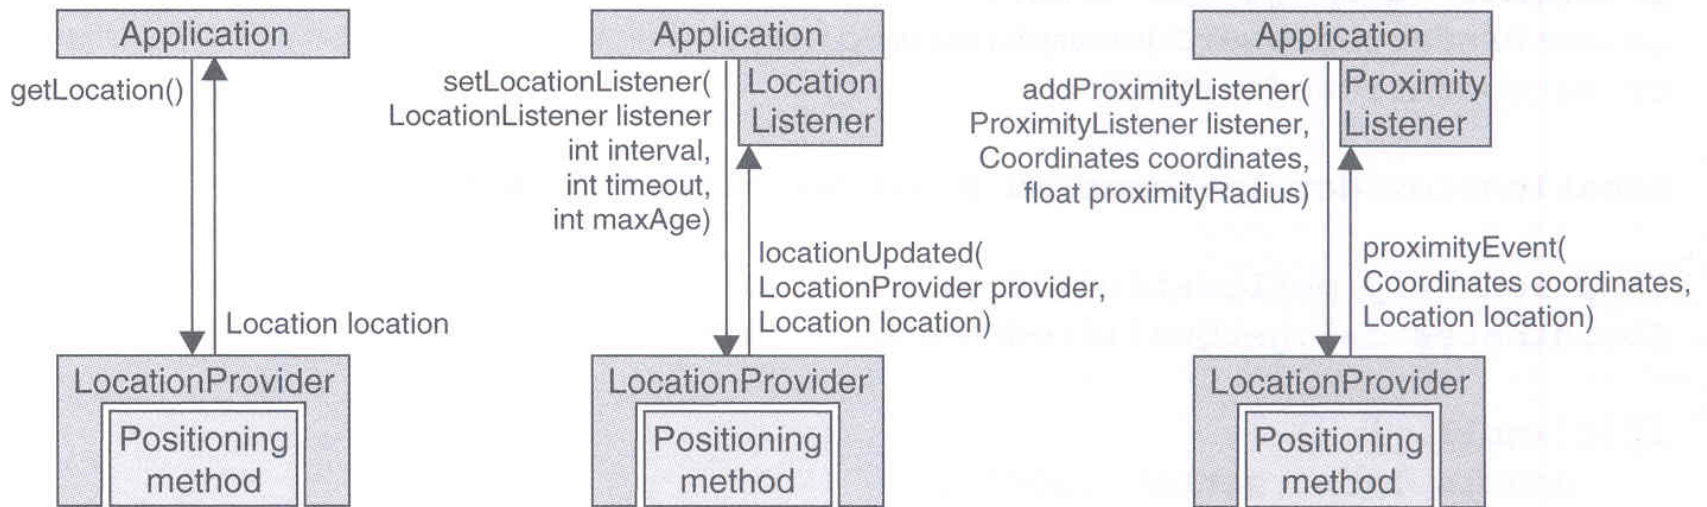 Application
getLocation()
Location location
LocationProvider
Positioning
method
Application
Location
Listener
setLocationListener(
LocationListener listener
int interval,
int timeout,
int maxAge)
locationUpdated(
LocationProvider provider,
Location location)
LocationProvider
Positioning
method
Application
Proximity
Listener
addProximityListener(
ProximityListener listener,
Coordinates coordinates,
float proximityRadius)
proximityEvent(
Coordinates coordinates,
Location location)
LocationProvider
Positioning
method